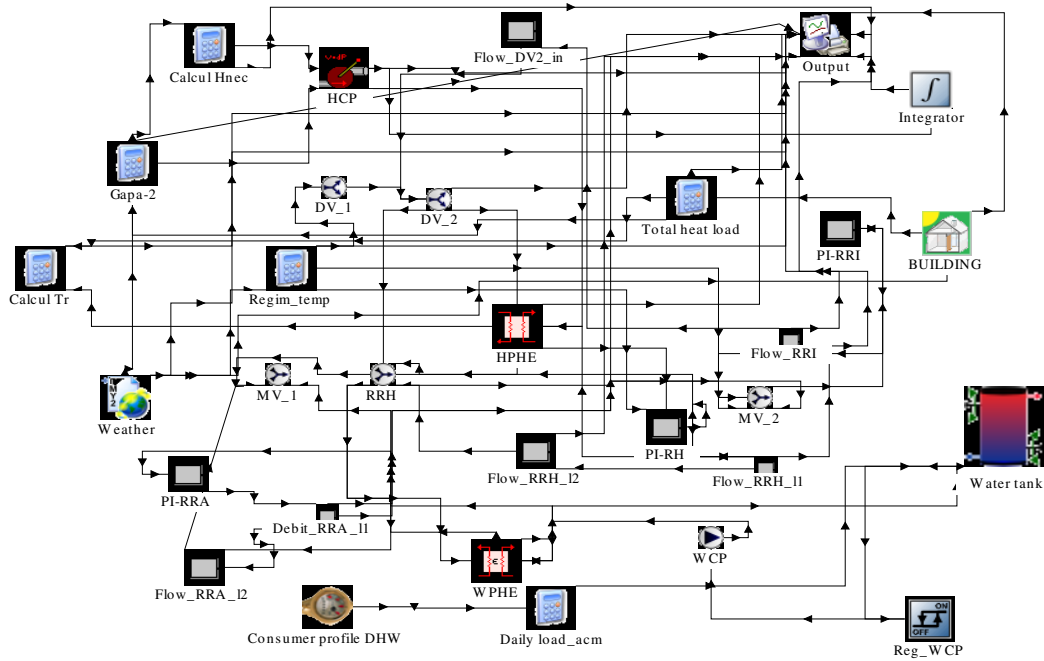 Calcul Hnec
HCP
Flow_DV2_in
Output
Integrator
Gapa-2
DV_1
DV_2
Total heat load
PI-RRI
BUILDING
Calcul Tr
Regim_temp
HPHE
Flow_RRI
Weather
MV_1
RRH
MV_2
PI-RH
Flow_RRH_l2
Flow_RRH_l1
Water tank
PI-RRA
Debit_RRA_l1
Flow_RRA_l2
WPHE
WCP
Consumer profile DHW
Daily load_acm
ON
OFF
Reg_WCP